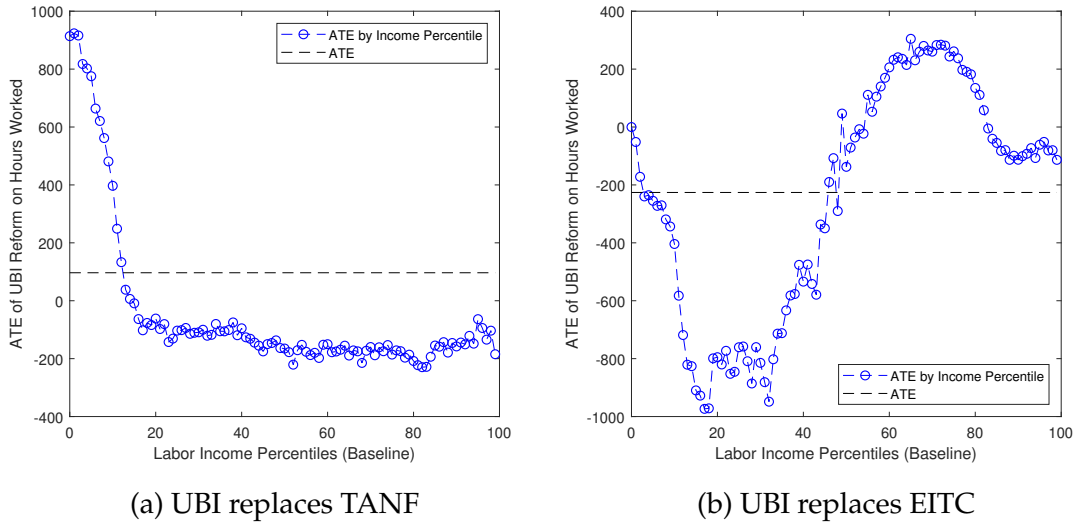 1000
800
600
400
200
0
-200
-400
0
20
40
60
80
100
ATE of UBI Reform on Hours Worked
Labor Income Percentiles (Baseline)
ATE by Income Percentile
ATE
(a) UBI replaces TANF
400
200
0
-200
-400
-600
-800
-1000
0
20
40
60
80
100
ATE of UBI Reform on Hours Worked
Labor Income Percentiles (Baseline)
ATE by Income Percentile
ATE
(b) UBI replaces EITC